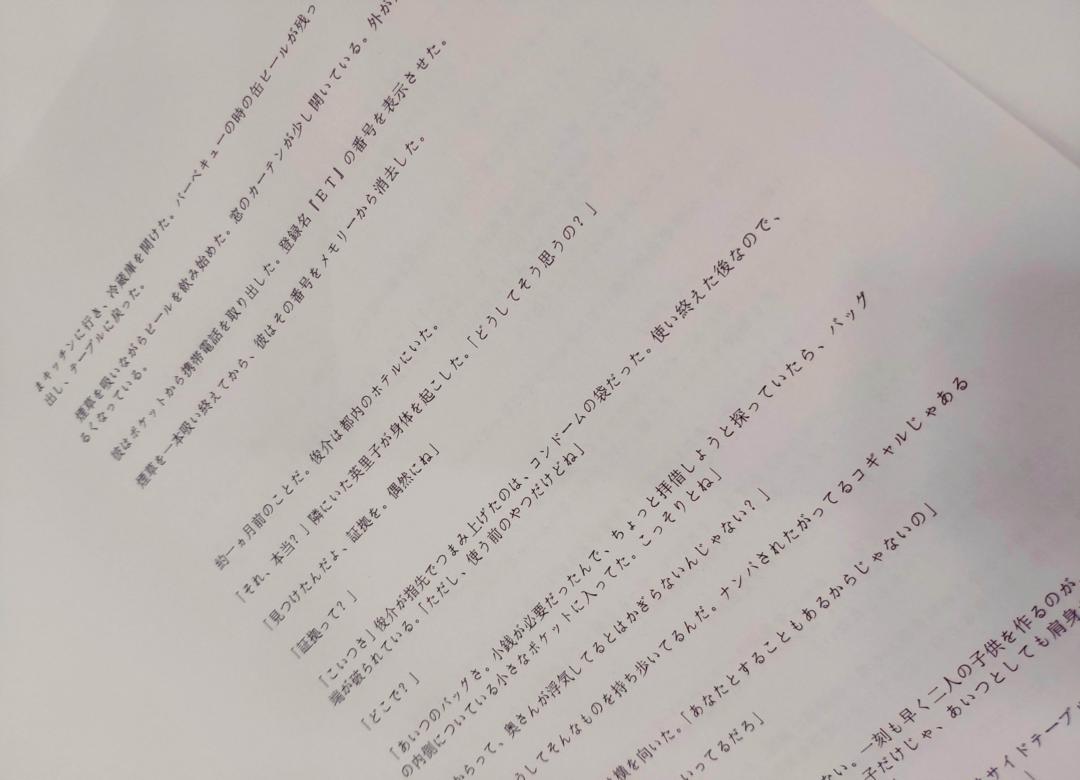 まキッチンに行き、冷蔵庫を開けた。バーベキューの時の缶ビールが残っ
出し、テーブルに戻った。
煙草を吸いながらビールを飲み始めた。窓のカーテンが少し開いている。外が
るくなっている。
彼はポケットから携帯電話を取り出した。登録名『ＥＴ』の番号を表示させた。
煙草を一本吸い終えてから、彼はその番号をメモリーから消去した。
約一ヵ月前のことだ。俊介は都内のホテルにいた。
「それ、本当？」隣にいた英里子が身体を起こした。「どうしてそう思うの？」
「見つけたんだよ、証拠を。偶然にね」
「証拠って？」
「こいつさ」俊介が指先でつまみ上げたのは、コンドームの袋だった。使い終えた後なので、
端が破られている。「ただし、使う前のやつだけどね」
「どこで？」
「あいつのバッグさ。小銭が必要だったんで、ちょっと拝借しようと探っていたら、バッグ
の内側についている小さなポケットに入ってた。こっそりとね」
からって、奥さんが浮気してるとはかぎらないんじゃない？」
うしてそんなものを持ち歩いてるんだ。ナンパされたがってるコギャルじゃある
横を向いた。「あなたとすることもあるからじゃないの」
いってるだろ」
ない。一刻も早く二人の子供を作るのが
子だけじゃ、あいつとしても肩身
サイドテーブル